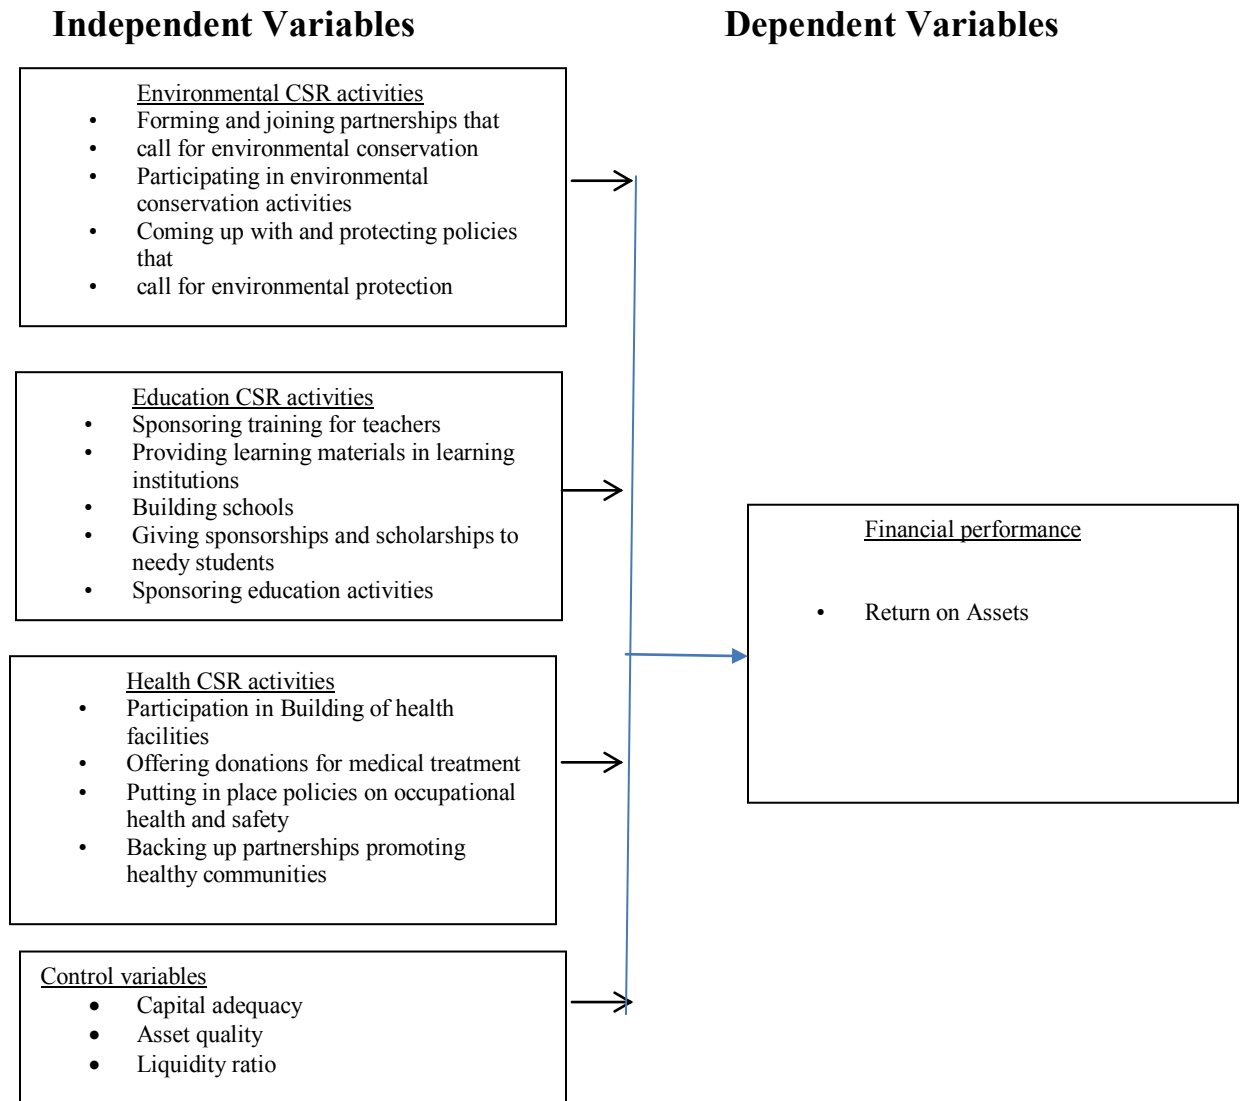 Independent Variables
Dependent Variables
Environmental CSR activities
• Forming and joining partnerships that
• call for environmental conservation
• Participating in environmental
conservation activities
• Coming up with and protecting policies
that
• call for environmental protection
Education CSR activities
• Sponsoring training for teachers
• Providing learning materials in learning
institutions
• Building schools
• Giving sponsorships and scholarships to
needy students
• Sponsoring education activities
Health CSR activities
• Participation in Building of health
facilities
• Offering donations for medical treatment
• Putting in place policies on occupational
health and safety
• Backing up partnerships promoting
healthy communities
Control variables
• Capital adequacy
• Asset quality
• Liquidity ratio
Financial performance
• Return on Assets